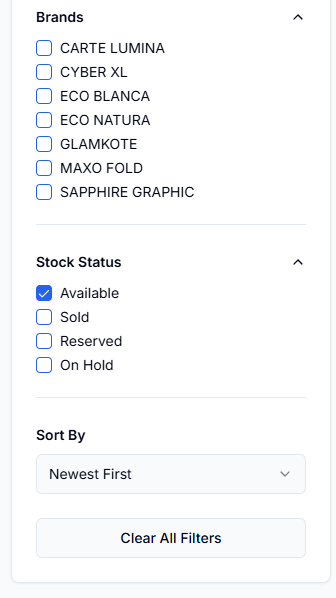 Brands
CARTE LUMINA
CYBER XL
ECO BLANCA
ECO NATURA
GLAMKOTE
MAXO FOLD
SAPPHIRE GRAPHIC
Stock Status
Available
Sold
Reserved
On Hold
Sort By
Newest First
Clear All Filters